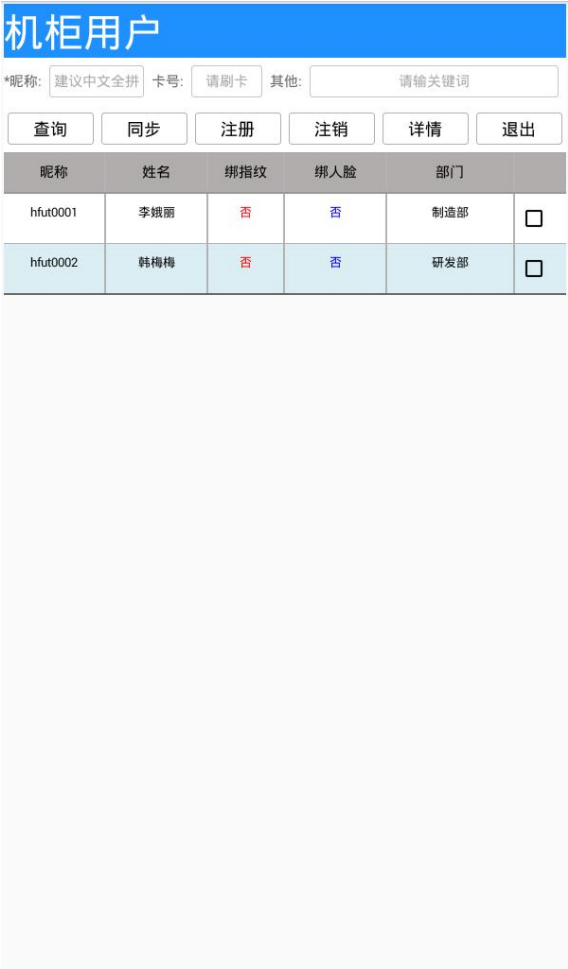 机柜用户
*昵称: 建议中文全拼 卡号: 请刷卡 其他: 请输关键词
查询 同步 注册 注销 详情 退出
昵称 姓名 绑指纹 绑人脸 部门
hfut0001 李娥丽 否 否 制造部
hfut0002 韩梅梅 否 否 研发部